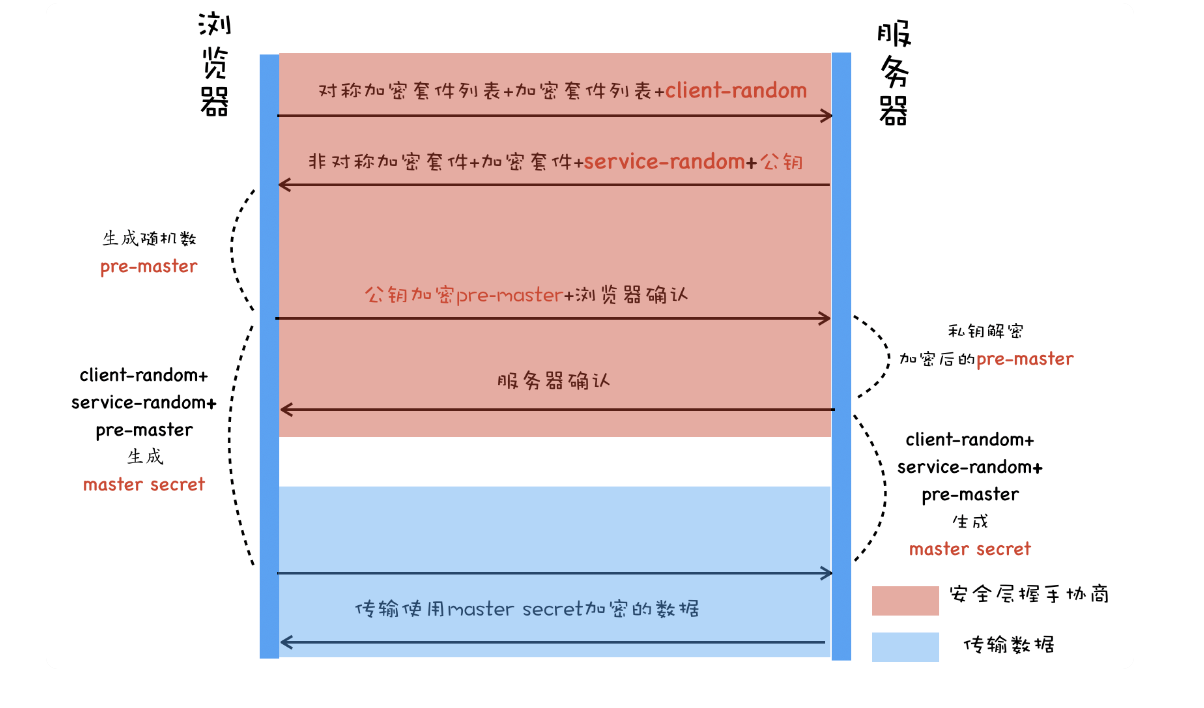 浏览器
服务器
对称加密套件列表+加密套件列表+client-random
非对称加密套件+加密套件+service-random+公钥
生成随机数
pre-master
公钥加密pre-master+浏览器确认
私钥解密
加密后的pre-master
服务器确认
client-random+
service-random+
pre-master
生成
master secret
client-random+
service-random+
pre-master
生成
master secret
传输使用master secret加密的数据
安全层握手协商
传输数据